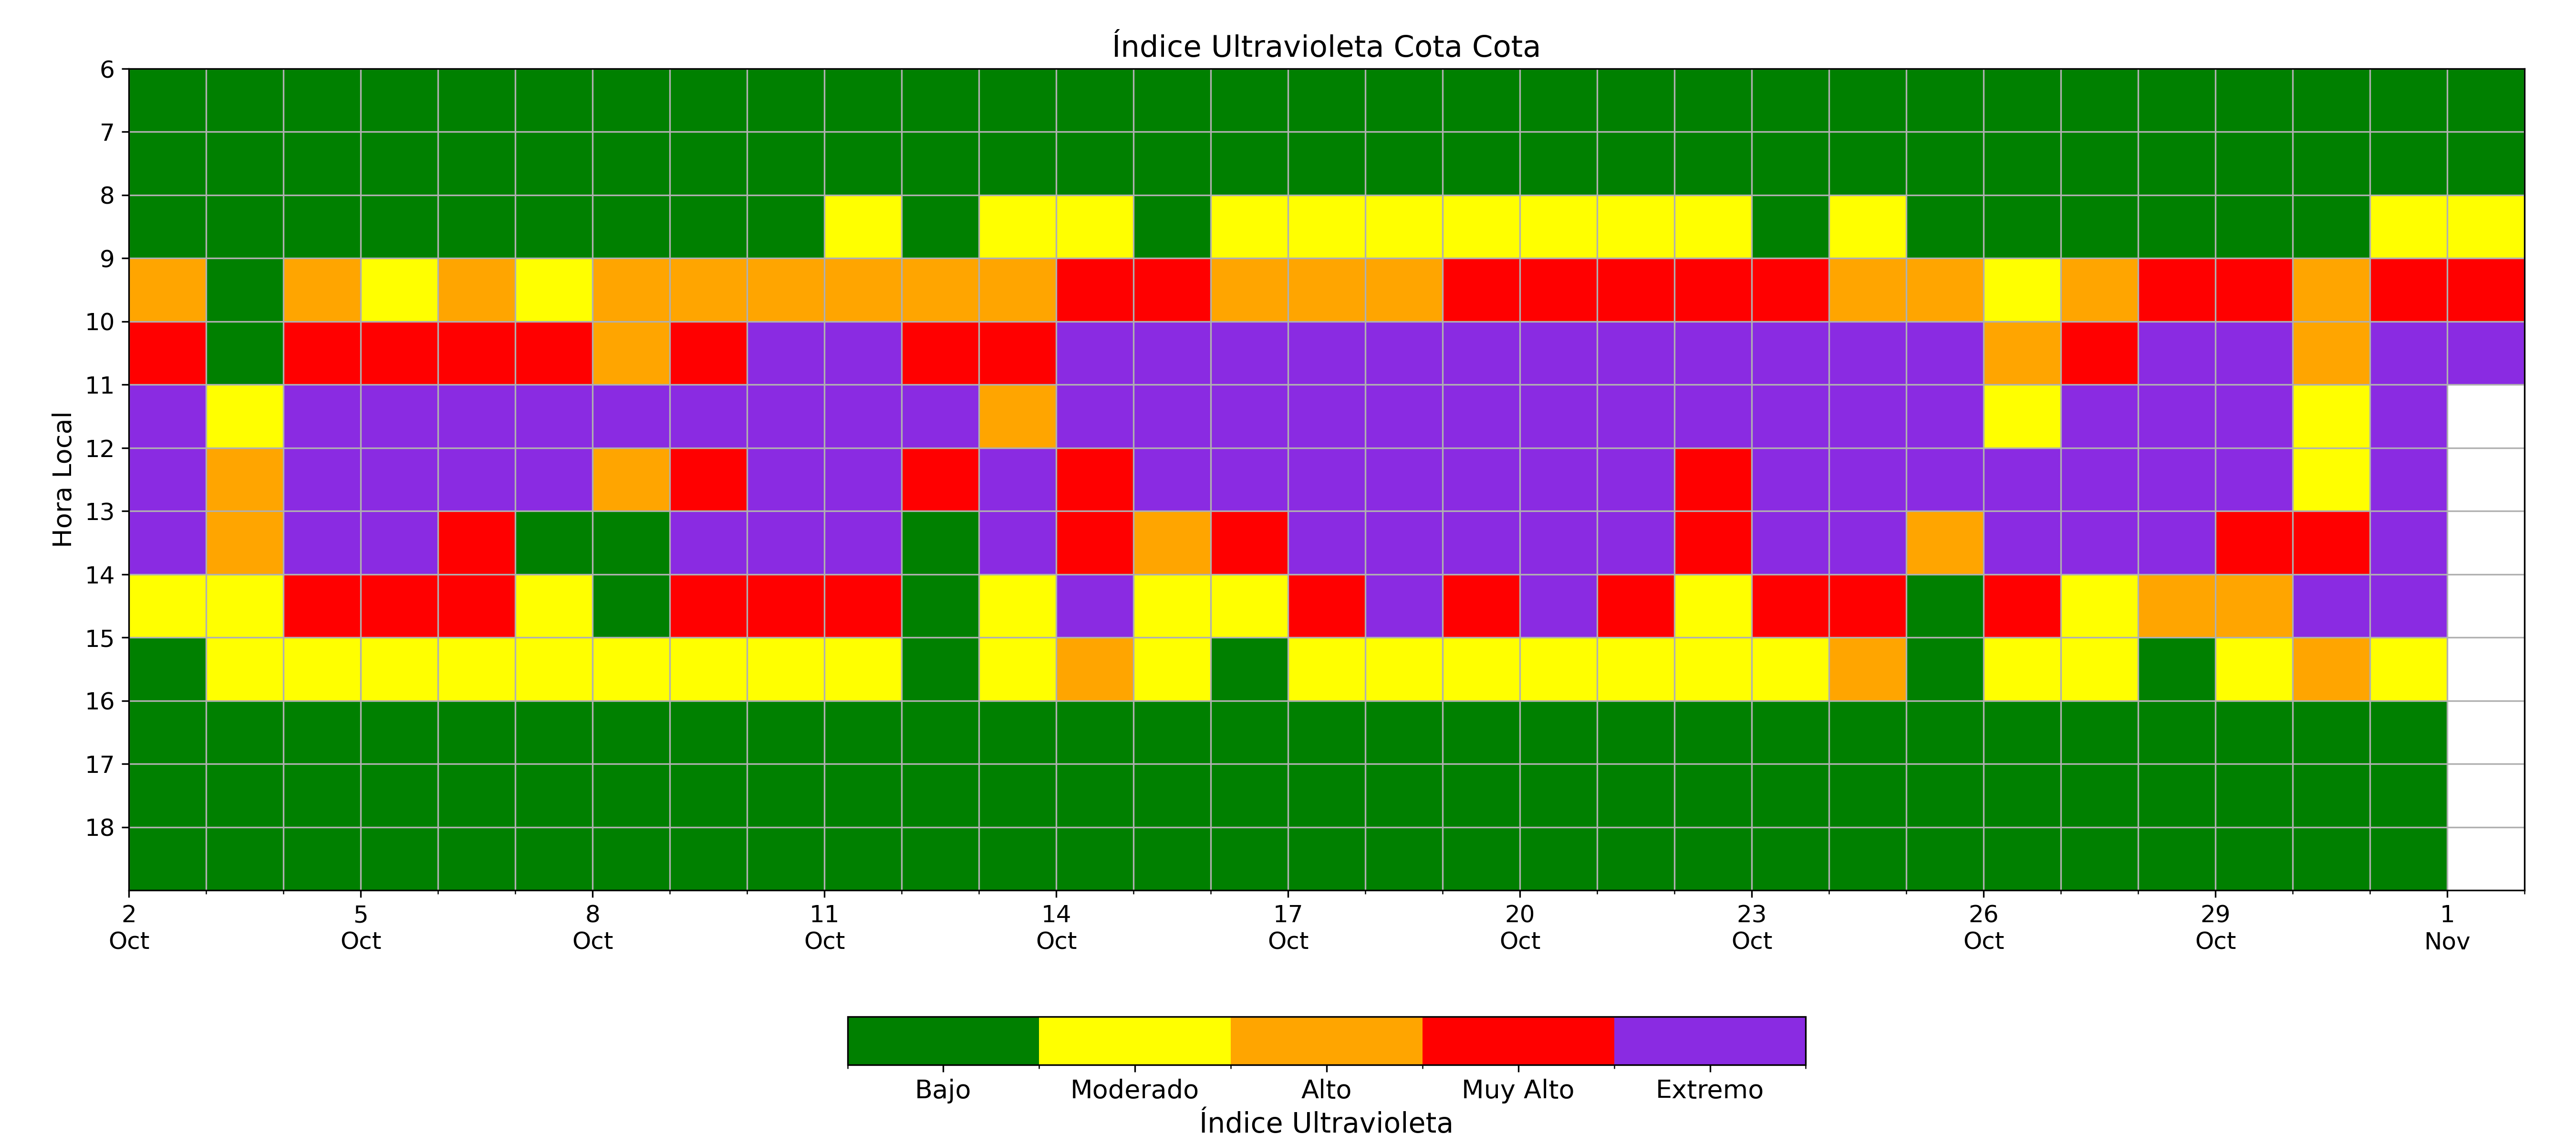 Índice Ultravioleta Cota Cota
6
7
8
9
10
11
12
13
14
15
16
17
18
Hora Local
2 5 8 11 14 17 20 23 26 29 1
Oct Oct Oct Oct Oct Oct Oct Oct Oct Oct Nov
Bajo Moderado Alto Muy Alto Extremo
Índice Ultravioleta